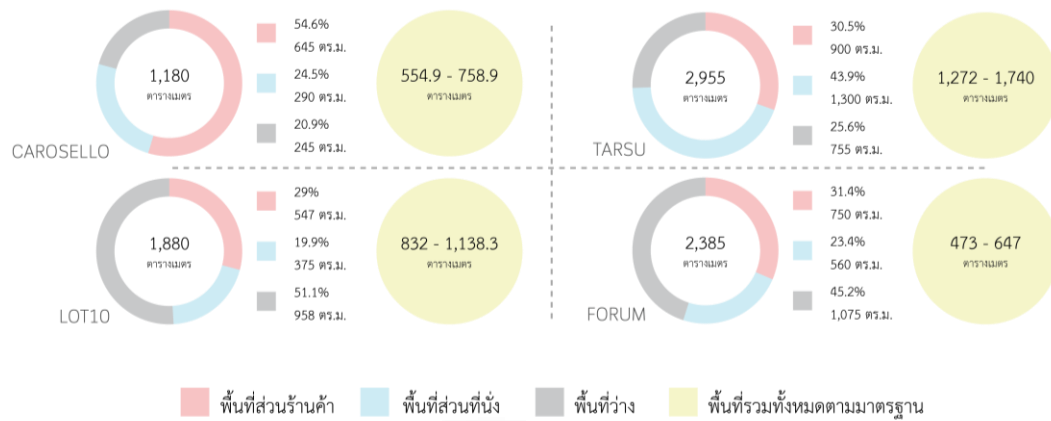 CAROSELLO
1,180
ตารางเมตร
54.6%
645 ตร.ม.
24.5%
290 ตร.ม.
20.9%
245 ตร.ม.
554.9 - 758.9
ตารางเมตร
TARSU
2,955
ตารางเมตร
30.5%
900 ตร.ม.
43.9%
1,300 ตร.ม.
25.6%
755 ตร.ม.
1,272 - 1,740
ตารางเมตร
LOT10
1,880
ตารางเมตร
29%
547 ตร.ม.
19.9%
375 ตร.ม.
51.1%
958 ตร.ม.
832 - 1,138.3
ตารางเมตร
FORUM
2,385
ตารางเมตร
31.4%
750 ตร.ม.
23.4%
560 ตร.ม.
45.2%
1,075 ตร.ม.
473 - 647
ตารางเมตร
พื้นที่ส่วนร้านค้า
พื้นที่ส่วนที่นั่ง
พื้นที่ว่าง
พื้นที่รวมทั้งหมดตามมาตรฐาน